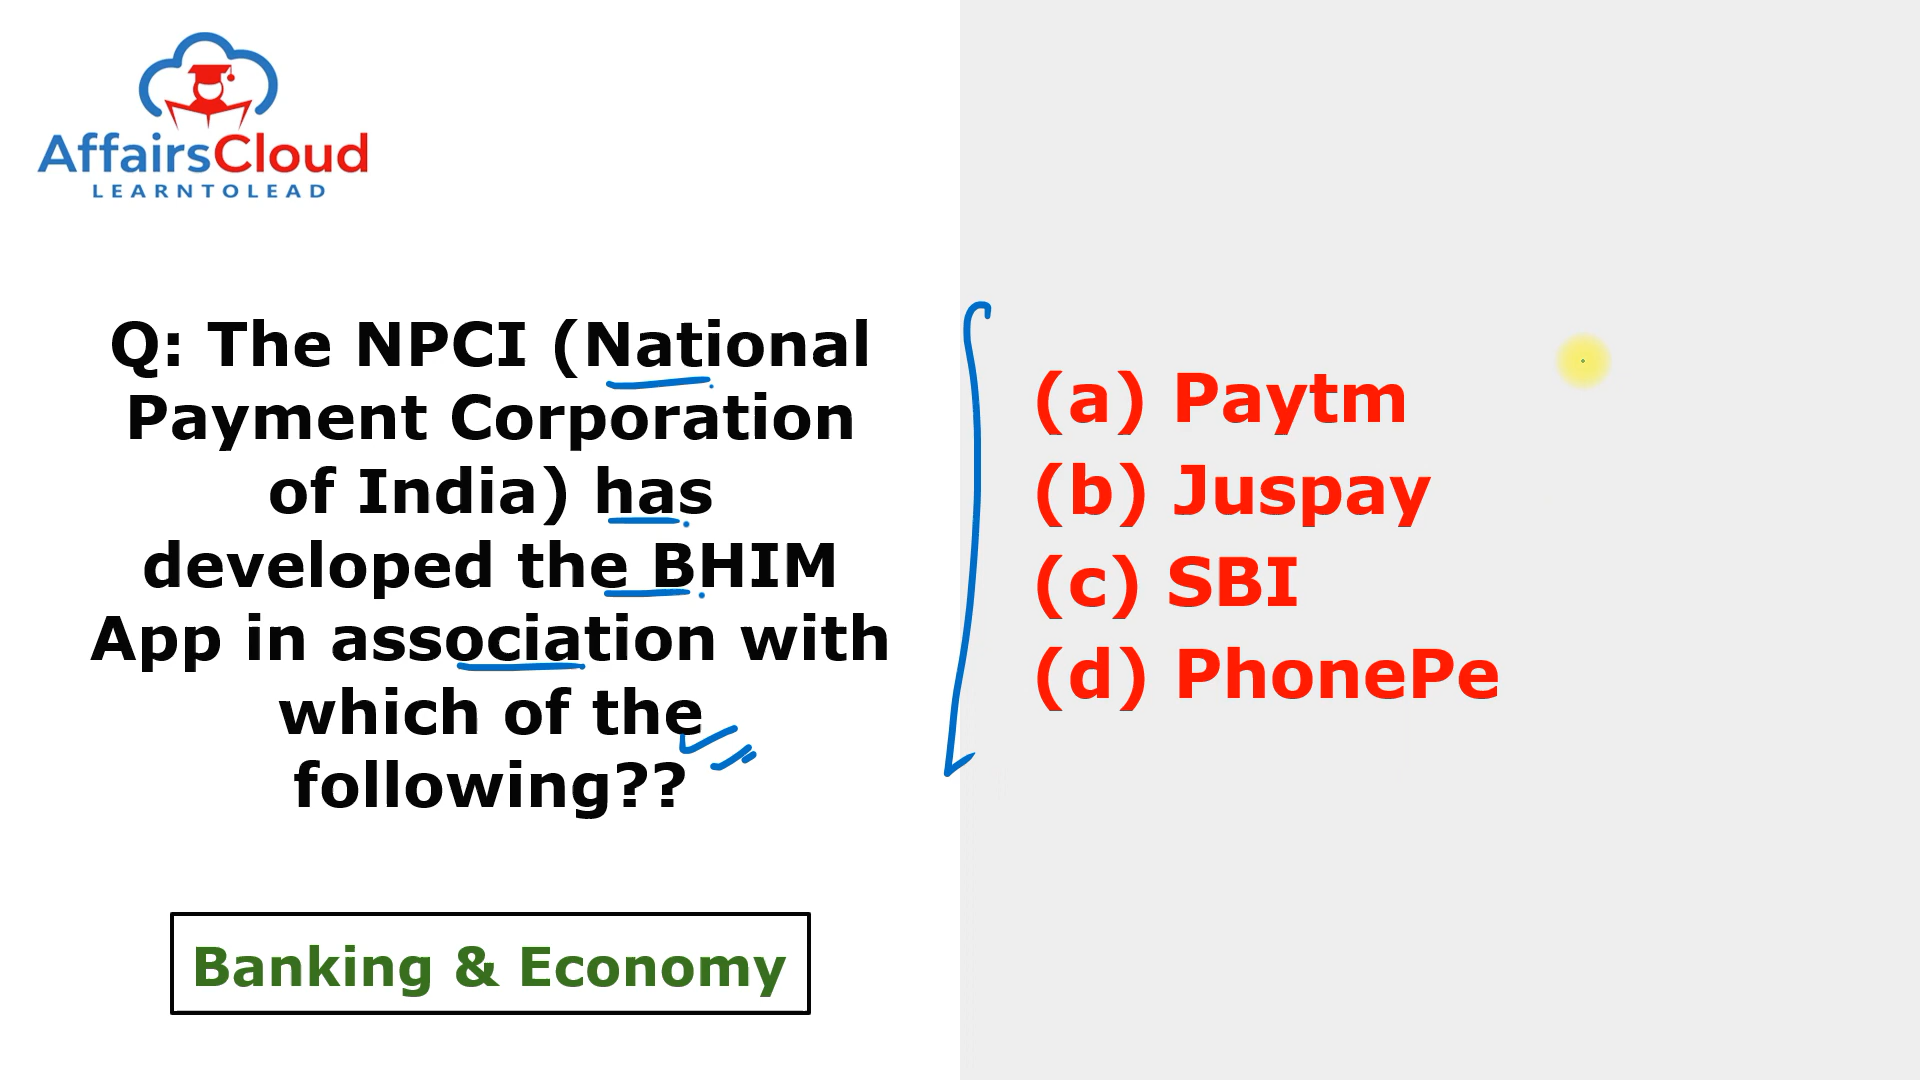 AffairsCloud
LEARNTOLEAD
Q: The NPCI (National
Payment Corporation
of India) has
developed the BHIM
App in association with
which of the
following??
(a) Paytm
(b) Juspay
(c) SBI
(d) PhonePe
Banking & Economy